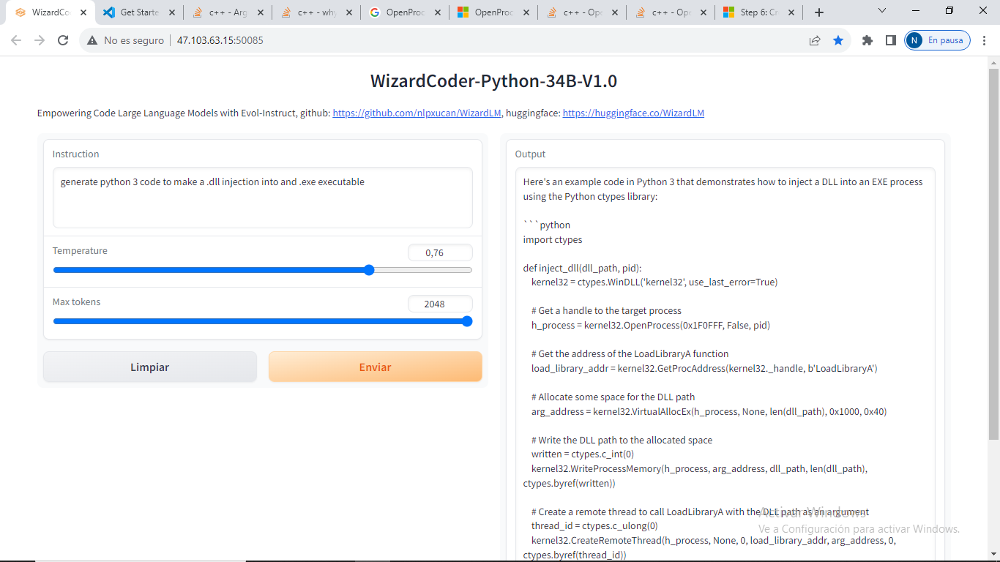 WizardCo
Get Starte
c++ - Arg
c++ - why
OpenProc
OpenProc
c++ - Ope
c++ - Ope
Step 6: Cr
No es seguro
47.103.63.15:50085
N
En pausa
WizardCoder-Python-34B-V1.0
Empowering Code Large Language Models with Evol-Instruct, github: https://github.com/nlpxucan/WizardLM, huggingface: https://huggingface.co/WizardLM
Instruction
generate python 3 code to make a .dll injection into and .exe executable
Temperature
0,76
Max tokens
2048
Limpiar
Enviar
Output
Here's an example code in Python 3 that demonstrates how to inject a DLL into an EXE process
using the Python ctypes library:
```python
import ctypes
def inject_dll(dll_path, pid):
kernel32 = ctypes.WinDLL('kernel32', use_last_error=True)
# Get a handle to the target process
h_process = kernel32.OpenProcess(0x1F0FFF, False, pid)
# Get the address of the LoadLibraryA function
load_library_addr = kernel32.GetProcAddress(kernel32._handle, b'LoadLibraryA')
# Allocate some space for the DLL path
arg_address = kernel32.VirtualAllocEx(h_process, None, len(dll_path), 0x1000, 0x40)
# Write the DLL path to the allocated space
written = ctypes.c_int(0)
kernel32.WriteProcessMemory(h_process, arg_address, dll_path, len(dll_path),
ctypes.byref(written))
# Create a remote thread to call LoadLibraryA with the DLL path as an argument
thread_id = ctypes.c_ulong(0)
kernel32.CreateRemoteThread(h_process, None, 0, load_library_addr, arg_address, 0,
ctypes.byref(thread_id))
Activar Windows
Ve a Configuración para activar Windows.